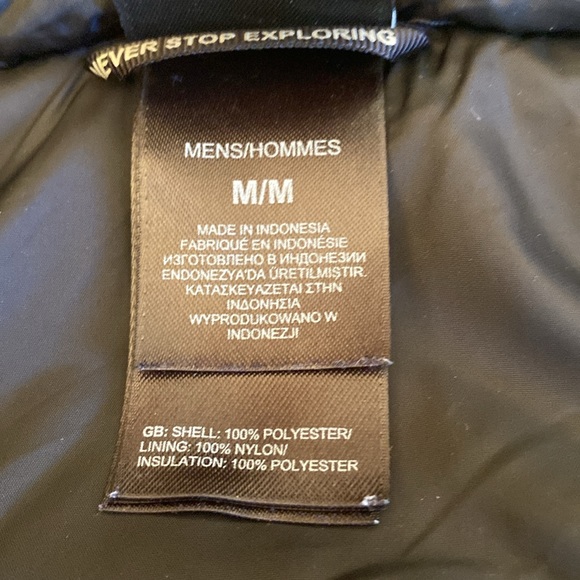 NEVER STOP EXPLORING
MENS/HOMMES
M/M
MADE IN INDONESIA
FABRIQUÉ EN INDONÉSIE
ИЗГОТОВЛЕНО В ИНДОНЕЗИИ
ENDONEZYA'DA ÜRETILMISTIR.
ΚΑΤΑΣΚΕΥΑΖΕΤΑΙ ΣΤΗΝ
ΙΝΔΟΝΗΣΙΑ
WYPRODUKOWANO W
INDONEZJI
GB: SHELL: 100% POLYESTER/
LINING: 100% NYLON/
INSULATION: 100% POLYESTER